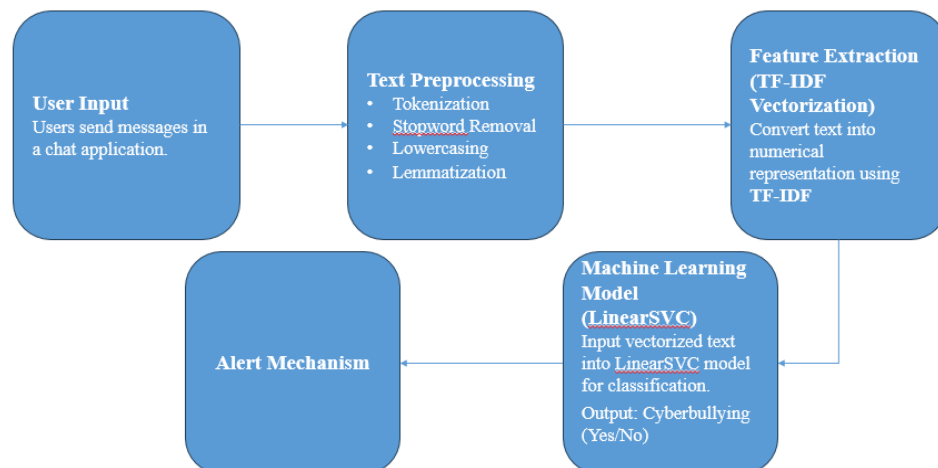 User Input
Users send messages in
a chat application.
Text Preprocessing
• Tokenization
• Stopword Removal
• Lowercasing
• Lemmatization
Feature Extraction
(TF-IDF
Vectorization)
Convert text into
numerical
representation using
TF-IDF
Machine Learning
Model
(LinearSVC)
Input vectorized text
into LinearSVC model
for classification.
Output: Cyberbullying
(Yes/No)
Alert Mechanism